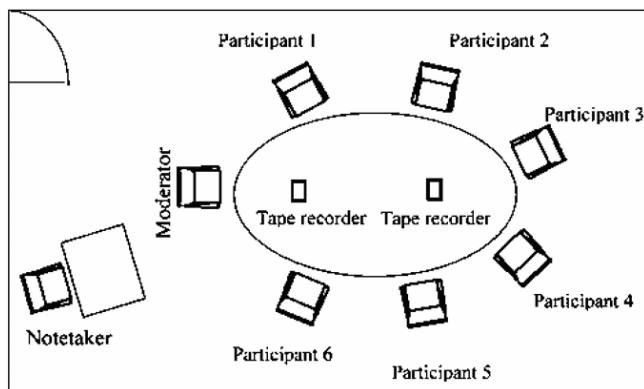 Participant 1
Participant 2
Participant 3
Moderator
Tape recorder
Tape recorder
Participant 4
Notetaker
Participant 6
Participant 5